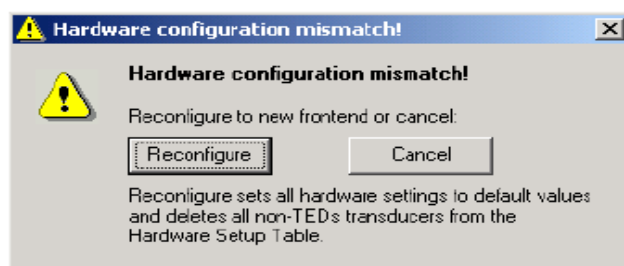 Hardware configuration mismatch!
Hardware configuration mismatch!
Reconfigure to new frontend or cancel:
Reconfigure
Cancel
Reconfigure sets all hardware settings to default values
and deletes all non-TEDs transducers from the
Hardware Setup Table.